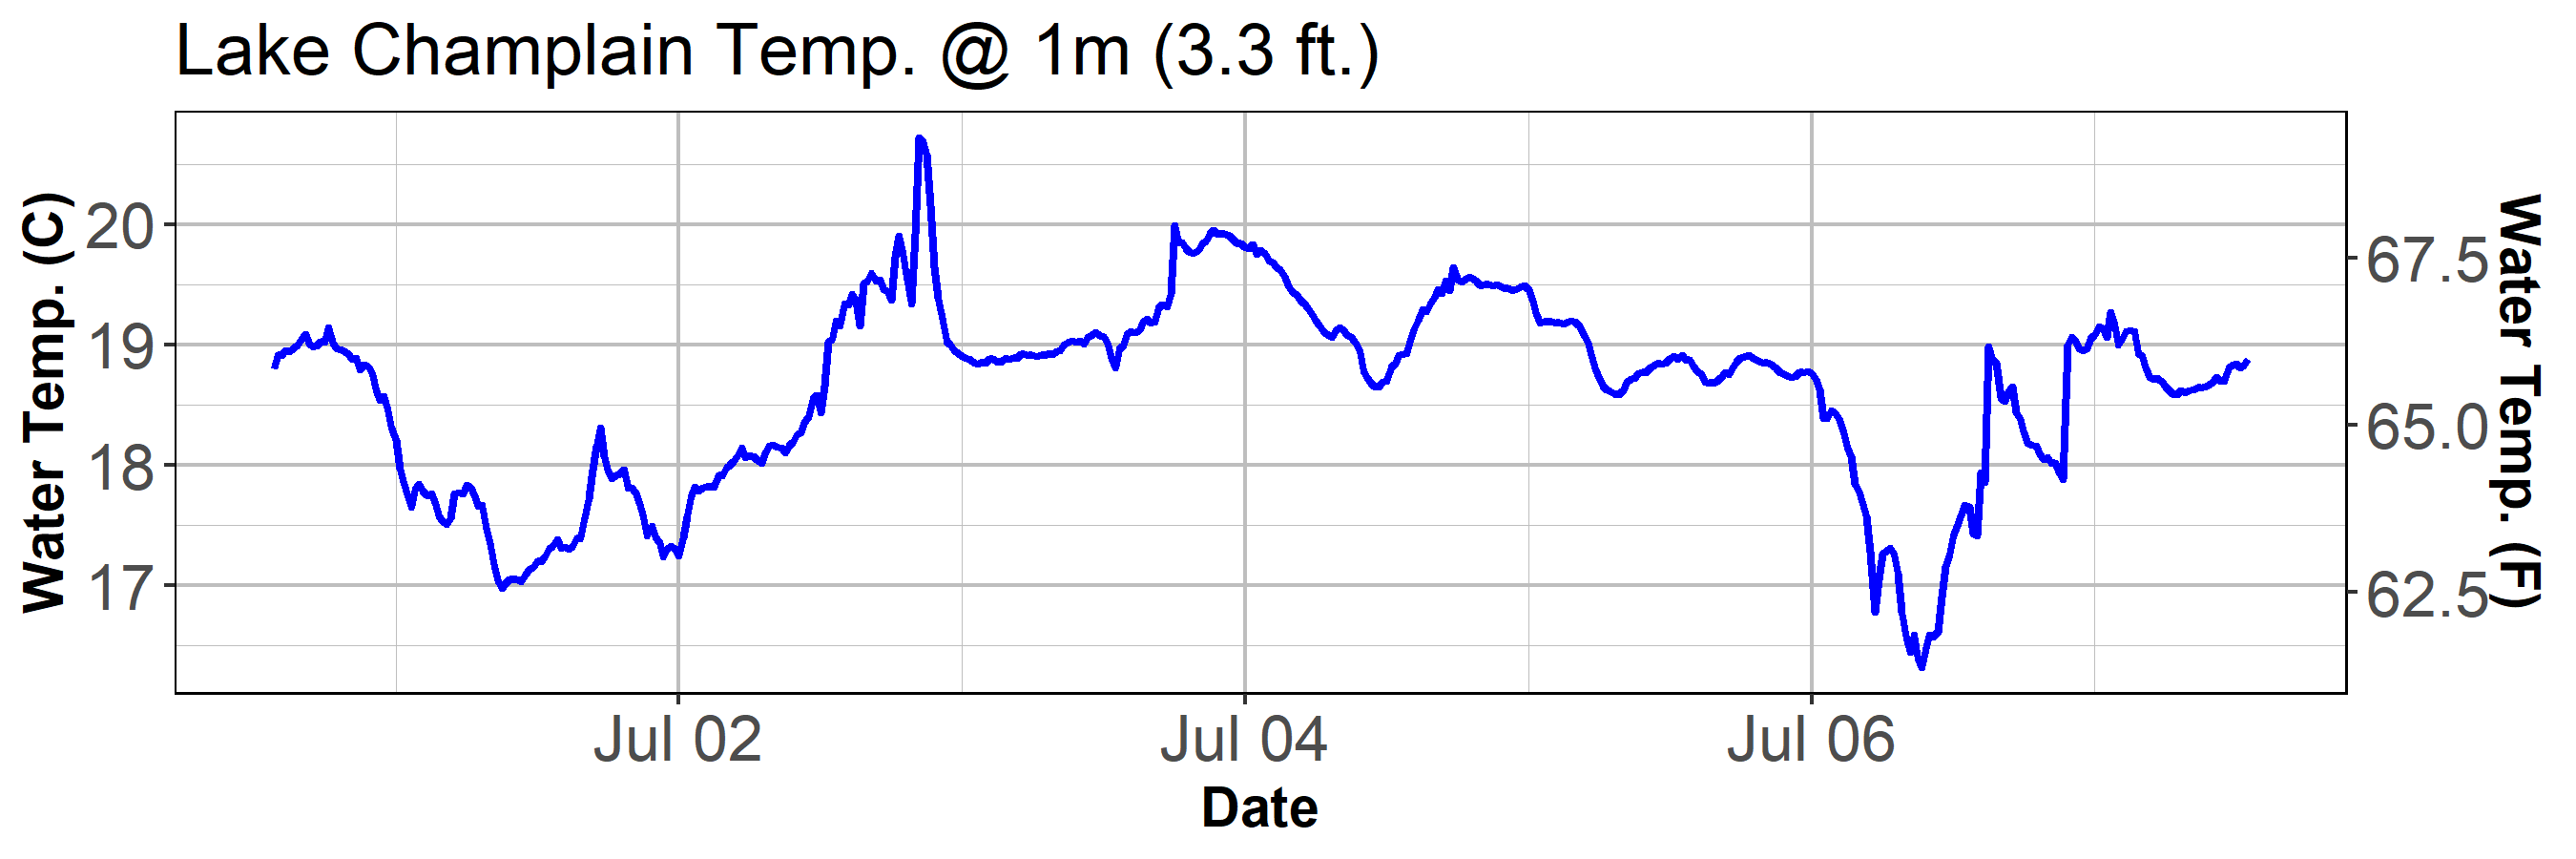 Lake Champlain Temp. @ 1m (3.3 ft.)
Water Temp. (C)
20
19
18
17
67.5
65.0
62.5
Water Temp. (F)
Jul 02
Jul 04
Jul 06
Date